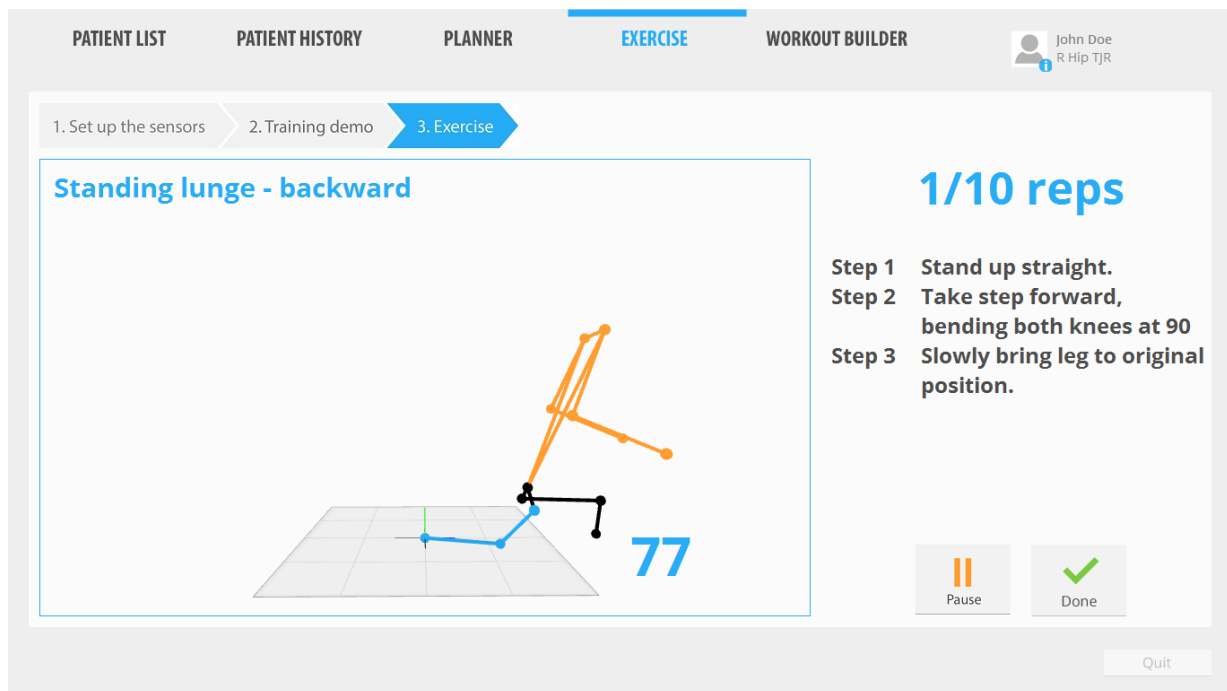 PATIENT LIST
PATIENT HISTORY
PLANNER
EXERCISE
WORKOUT BUILDER
John Doe
R Hip TJR
i
1. Set up the sensors
2. Training demo
3. Exercise
Standing lunge - backward
1/10 reps
Step 1 Stand up straight.
Step 2 Take step forward,
bending both knees at 90
Step 3 Slowly bring leg to original
position.
77
Pause
Done
Quit